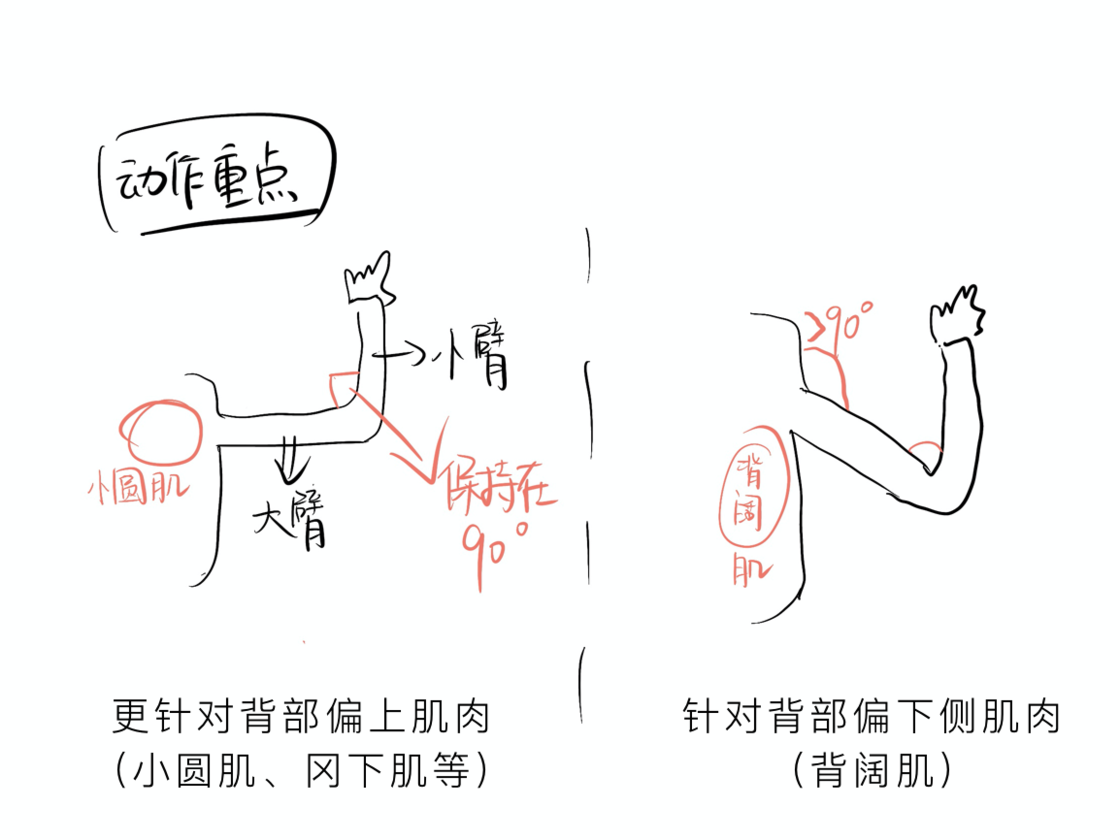 动作重点
小臂
小圆肌
大臂
保持在
90°
更针对背部偏上肌肉
(小圆肌、冈下肌等)
>90°
背
阔
肌
针对背部偏下侧肌肉
(背阔肌)